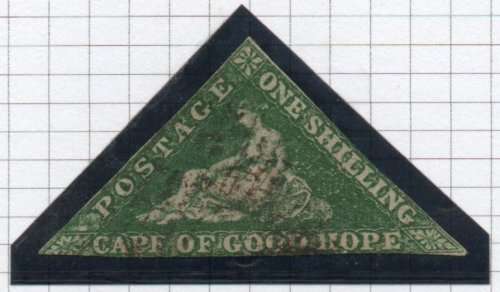 POSTAGE
ONE SHILLING
CAPE OF GOOD HOPE